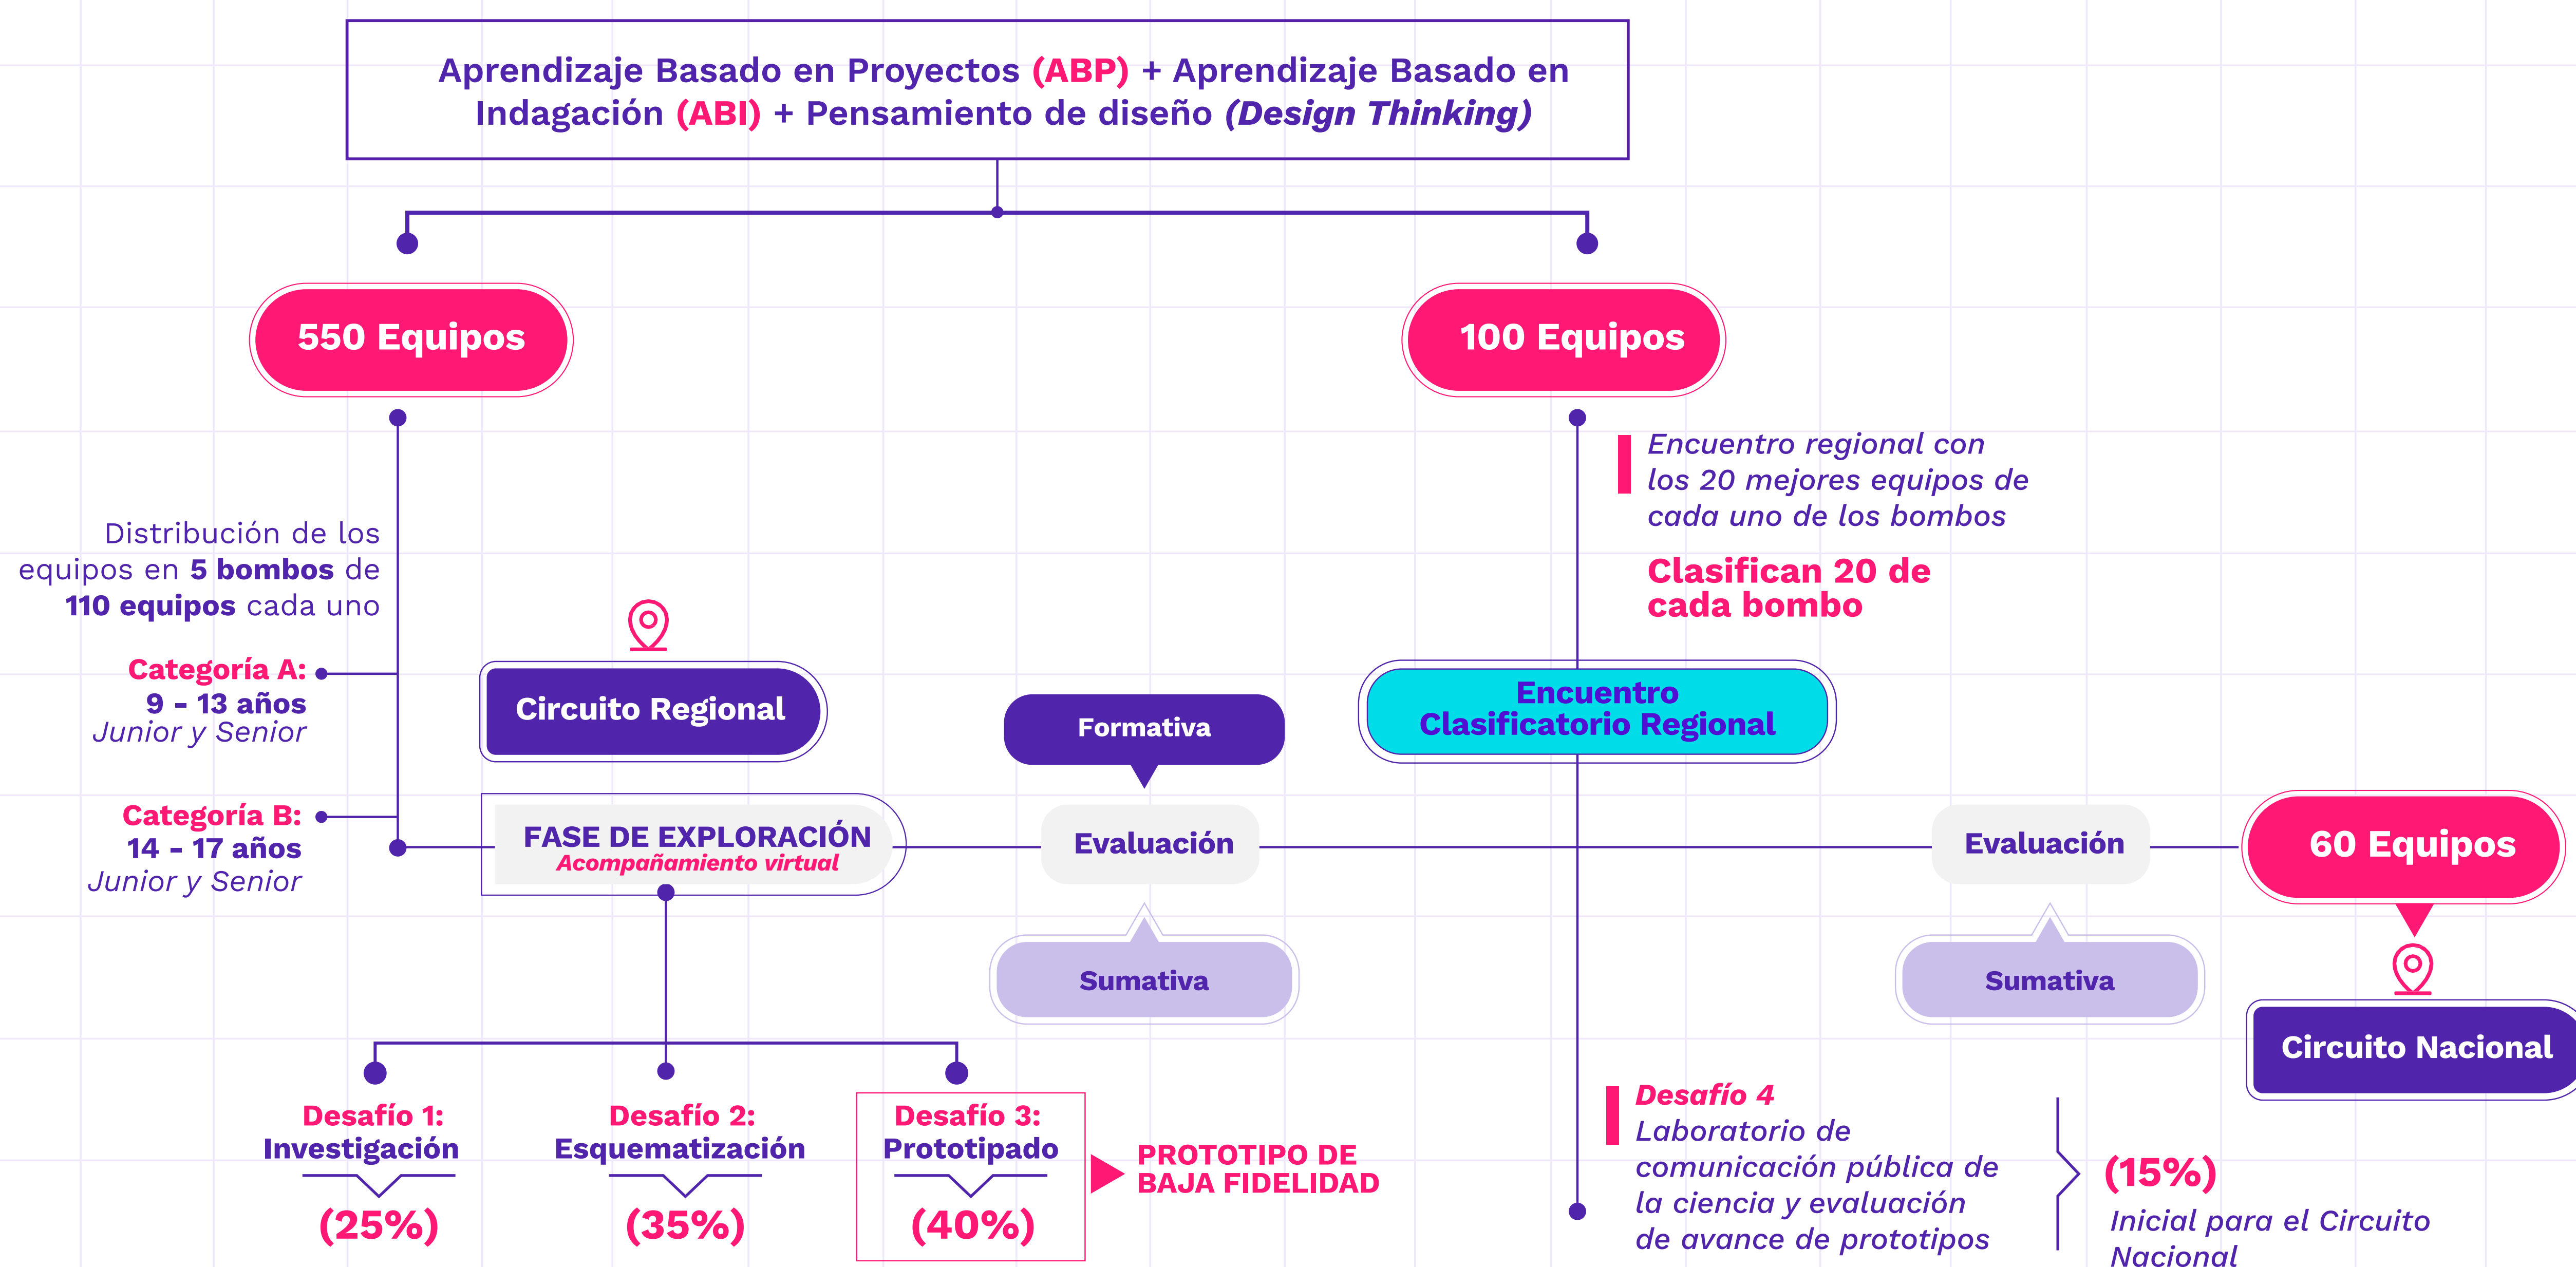 Aprendizaje Basado en Proyectos (ABP) + Aprendizaje Basado en
Indagación (ABI) + Pensamiento de diseño (Design Thinking)
550 Equipos
100 Equipos
Encuentro regional con
los 20 mejores equipos de
cada uno de los bombos
Clasifican 20 de
cada bombo
Distribución de los
equipos en 5 bombos de
110 equipos cada uno
Categoría A:
9 - 13 años
Junior y Senior
Categoría B:
14 - 17 años
Junior y Senior
Circuito Regional
FASE DE EXPLORACIÓN
Acompañamiento virtual
Formativa
Evaluación
Sumativa
Encuentro
Clasificatorio Regional
Evaluación
Sumativa
60 Equipos
Circuito Nacional
Desafío 1:
Investigación
(25%)
Desafío 2:
Esquematización
(35%)
Desafío 3:
Prototipado
(40%)
PROTOTIPO DE
BAJA FIDELIDAD
Desafío 4
Laboratorio de
comunicación pública de
la ciencia y evaluación
de avance de prototipos
(15%)
Inicial para el Circuito
Nacional